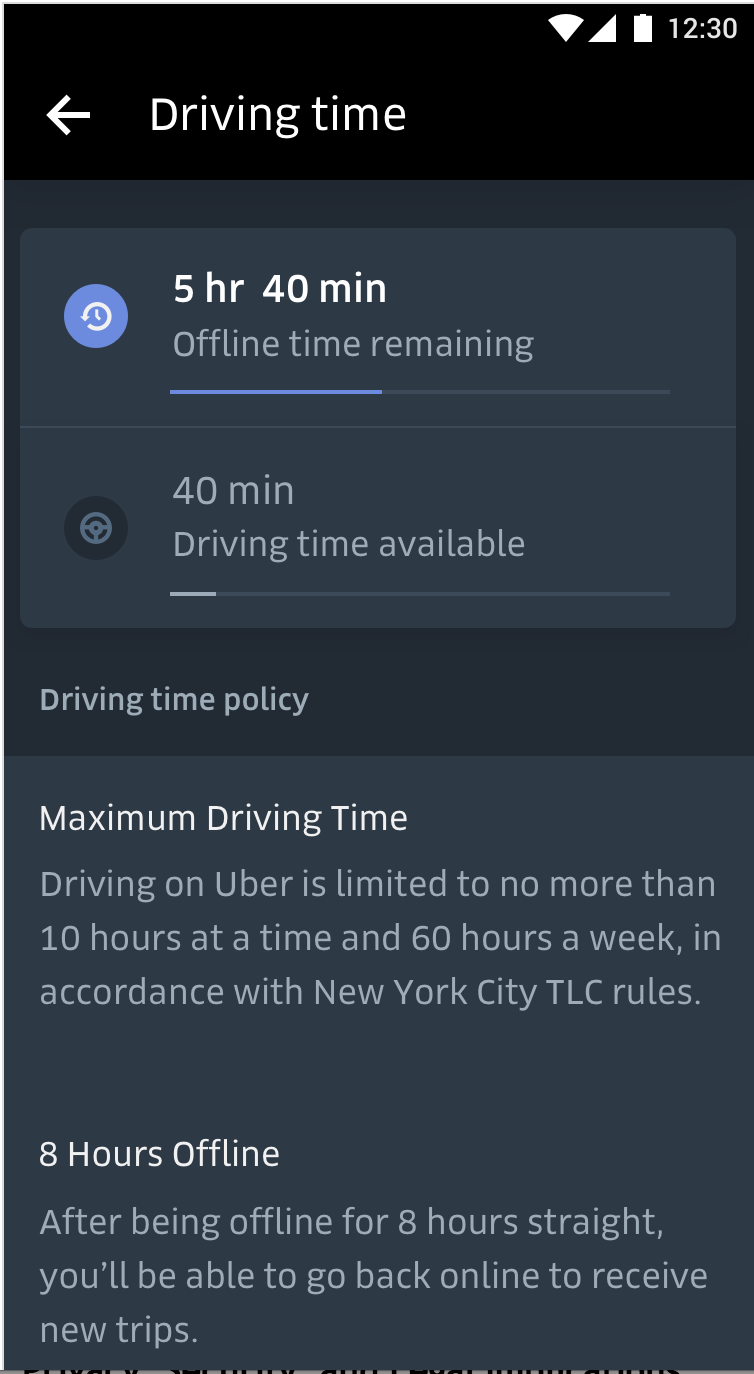 12:30
Driving time
5 hr 40 min
Offline time remaining
40 min
Driving time available
Driving time policy
Maximum Driving Time
Driving on Uber is limited to no more than
10 hours at a time and 60 hours a week, in
accordance with New York City TLC rules.
8 Hours Offline
After being offline for 8 hours straight,
you’ll be able to go back online to receive
new trips.